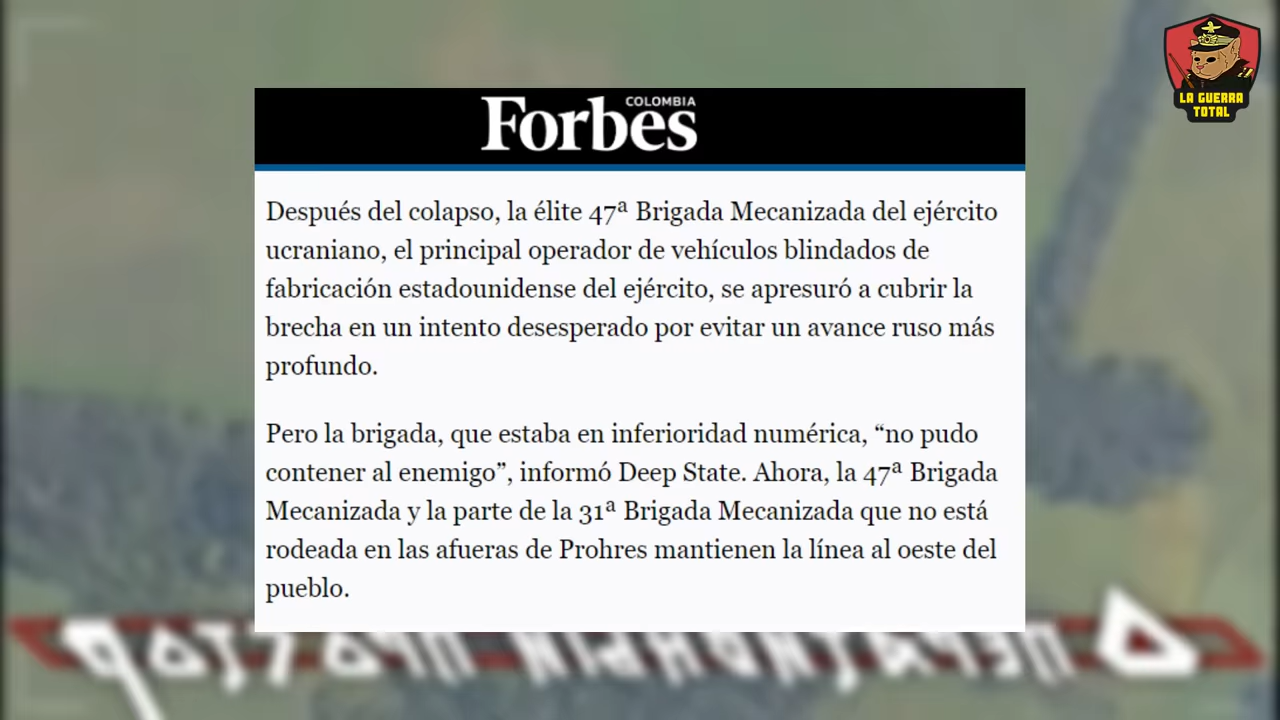 COLOMBIA
Forbes
LA GUERRA
TOTAL
Después del colapso, la élite 47ª Brigada Mecanizada del ejército
ucraniano, el principal operador de vehículos blindados de
fabricación estadounidense del ejército, se apresuró a cubrir la
brecha en un intento desesperado por evitar un avance ruso más
profundo.
Pero la brigada, que estaba en inferioridad numérica, “no pudo
contener al enemigo”, informó Deep State. Ahora, la 47ª Brigada
Mecanizada y la parte de la 31ª Brigada Mecanizada que no está
rodeada en las afueras de Prohres mantienen la línea al oeste del
pueblo.